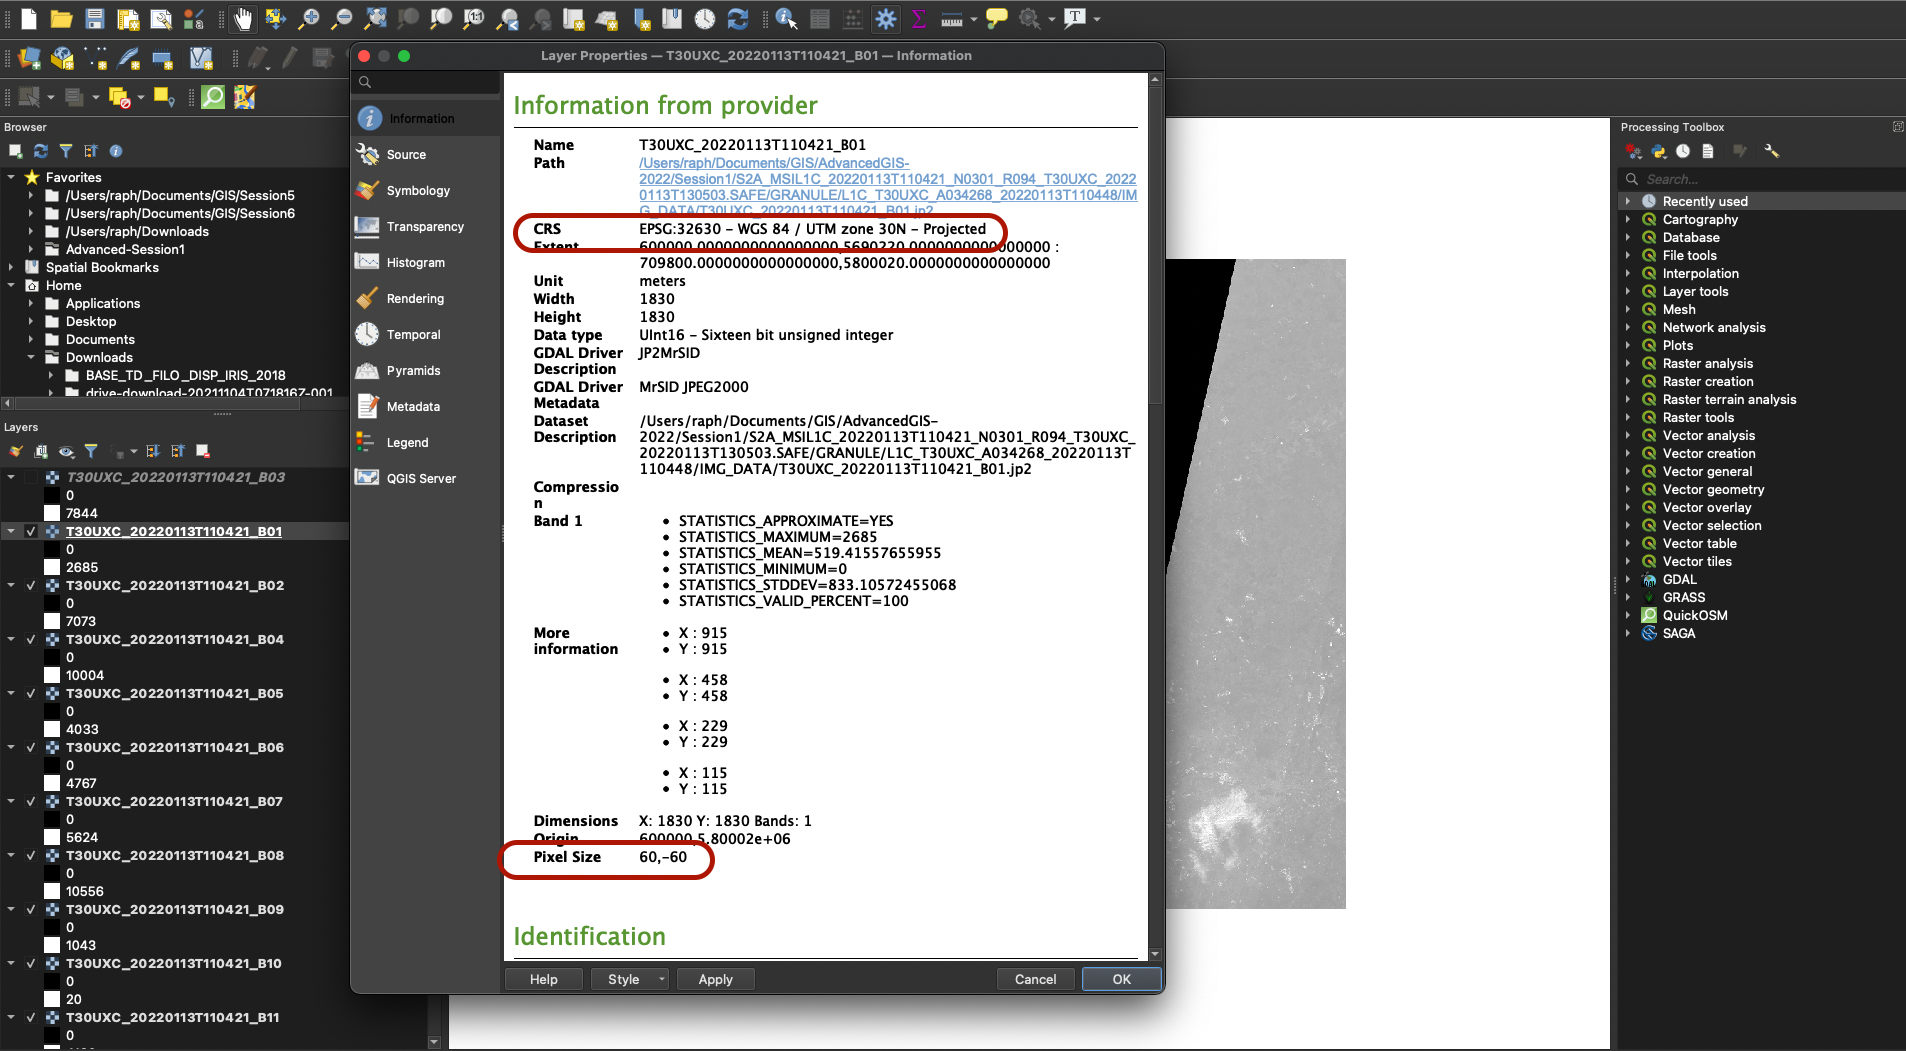 Layer Properties — T30UXC_20220113T110421_B01 — Information
Browser
Favorites
/Users/raph/Documents/GIS/Session5
/Users/raph/Documents/GIS/Session6
/Users/raph/Downloads
Advanced-Session1
Spatial Bookmarks
Home
Applications
Desktop
Documents
Downloads
BASE_TD_FILO_DISP_IRIS_2018
drive-download-20211104T071816Z-001
Layers
T30UXC_20220113T110421_B03
0
7844
T30UXC_20220113T110421_B01
0
2685
T30UXC_20220113T110421_B02
0
7073
T30UXC_20220113T110421_B04
0
10004
T30UXC_20220113T110421_B05
0
4033
T30UXC_20220113T110421_B06
0
4767
T30UXC_20220113T110421_B07
0
5624
T30UXC_20220113T110421_B08
0
10556
T30UXC_20220113T110421_B09
0
1043
T30UXC_20220113T110421_B10
0
20
T30UXC_20220113T110421_B11
0
Information
Source
Symbology
Transparency
Histogram
Rendering
Temporal
Pyramids
Metadata
Legend
QGIS Server
Information from provider
Name T30UXC_20220113T110421_B01
Path /Users/raph/Documents/GIS/AdvancedGIS-
2022/Session1/S2A_MSIL1C_20220113T110421_N0301_R094_T30UXC_2022
0113T130503.SAFE/GRANULE/L1C_T30UXC_A034268_20220113T110448/IM
G_DATA/T30UXC_20220113T110421_B01.jp2
CRS EPSG:32630 – WGS 84 / UTM zone 30N – Projected
Extent 600000.0000000000000000,5690220.0000000000000000 :
709800.0000000000000000,5800020.0000000000000000
Unit meters
Width 1830
Height 1830
Data type UInt16 – Sixteen bit unsigned integer
GDAL Driver JP2MrSID
Description
GDAL Driver MrSID JPEG2000
Metadata
Dataset /Users/raph/Documents/GIS/AdvancedGIS-
Description 2022/Session1/S2A_MSIL1C_20220113T110421_N0301_R094_T30UXC_
20220113T130503.SAFE/GRANULE/L1C_T30UXC_A034268_20220113T
110448/IMG_DATA/T30UXC_20220113T110421_B01.jp2
Compressio
n
Band 1 • STATISTICS_APPROXIMATE=YES
• STATISTICS_MAXIMUM=2685
• STATISTICS_MEAN=519.41557655955
• STATISTICS_MINIMUM=0
• STATISTICS_STDDEV=833.10572455068
• STATISTICS_VALID_PERCENT=100
More • X : 915
information • Y : 915
• X : 458
• Y : 458
• X : 229
• Y : 229
• X : 115
• Y : 115
Dimensions X: 1830 Y: 1830 Bands: 1
Origin 600000,5.80002e+06
Pixel Size 60,-60
Identification
Help
Style
Apply
Cancel
OK
Processing Toolbox
Search...
Recently used
Cartography
Database
File tools
Interpolation
Layer tools
Mesh
Network analysis
Plots
Raster analysis
Raster creation
Raster terrain analysis
Raster tools
Vector analysis
Vector creation
Vector general
Vector geometry
Vector overlay
Vector selection
Vector table
Vector tiles
GDAL
GRASS
QuickOSM
SAGA